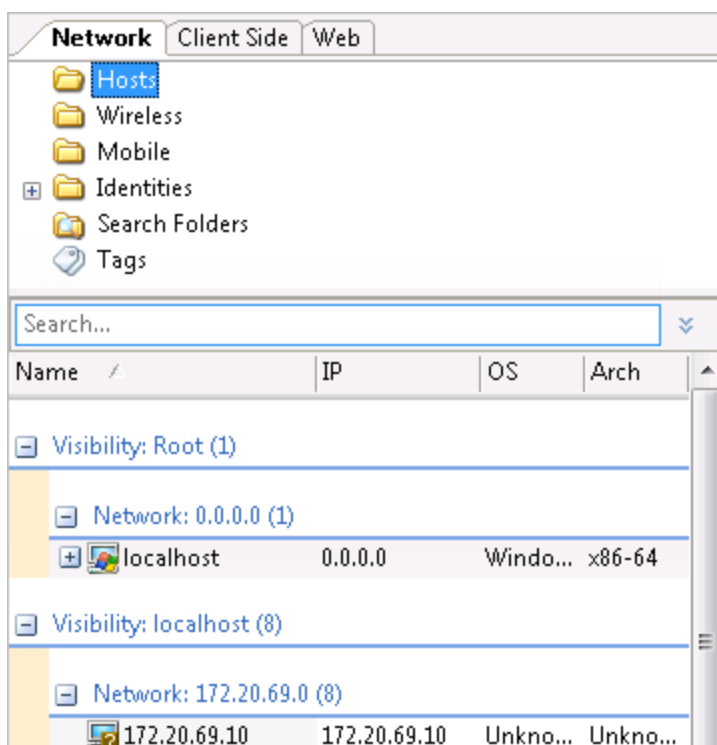 Network Client Side Web
Hosts
Wireless
Mobile
Identities
Search Folders
Tags
Search...
Name IP OS Arch
Visibility: Root (1)
Network: 0.0.0.0 (1)
localhost 0.0.0.0 Windo... x86-64
Visibility: localhost (8)
Network: 172.20.69.0 (8)
172.20.69.10 172.20.69.10 Unkno... Unkno...